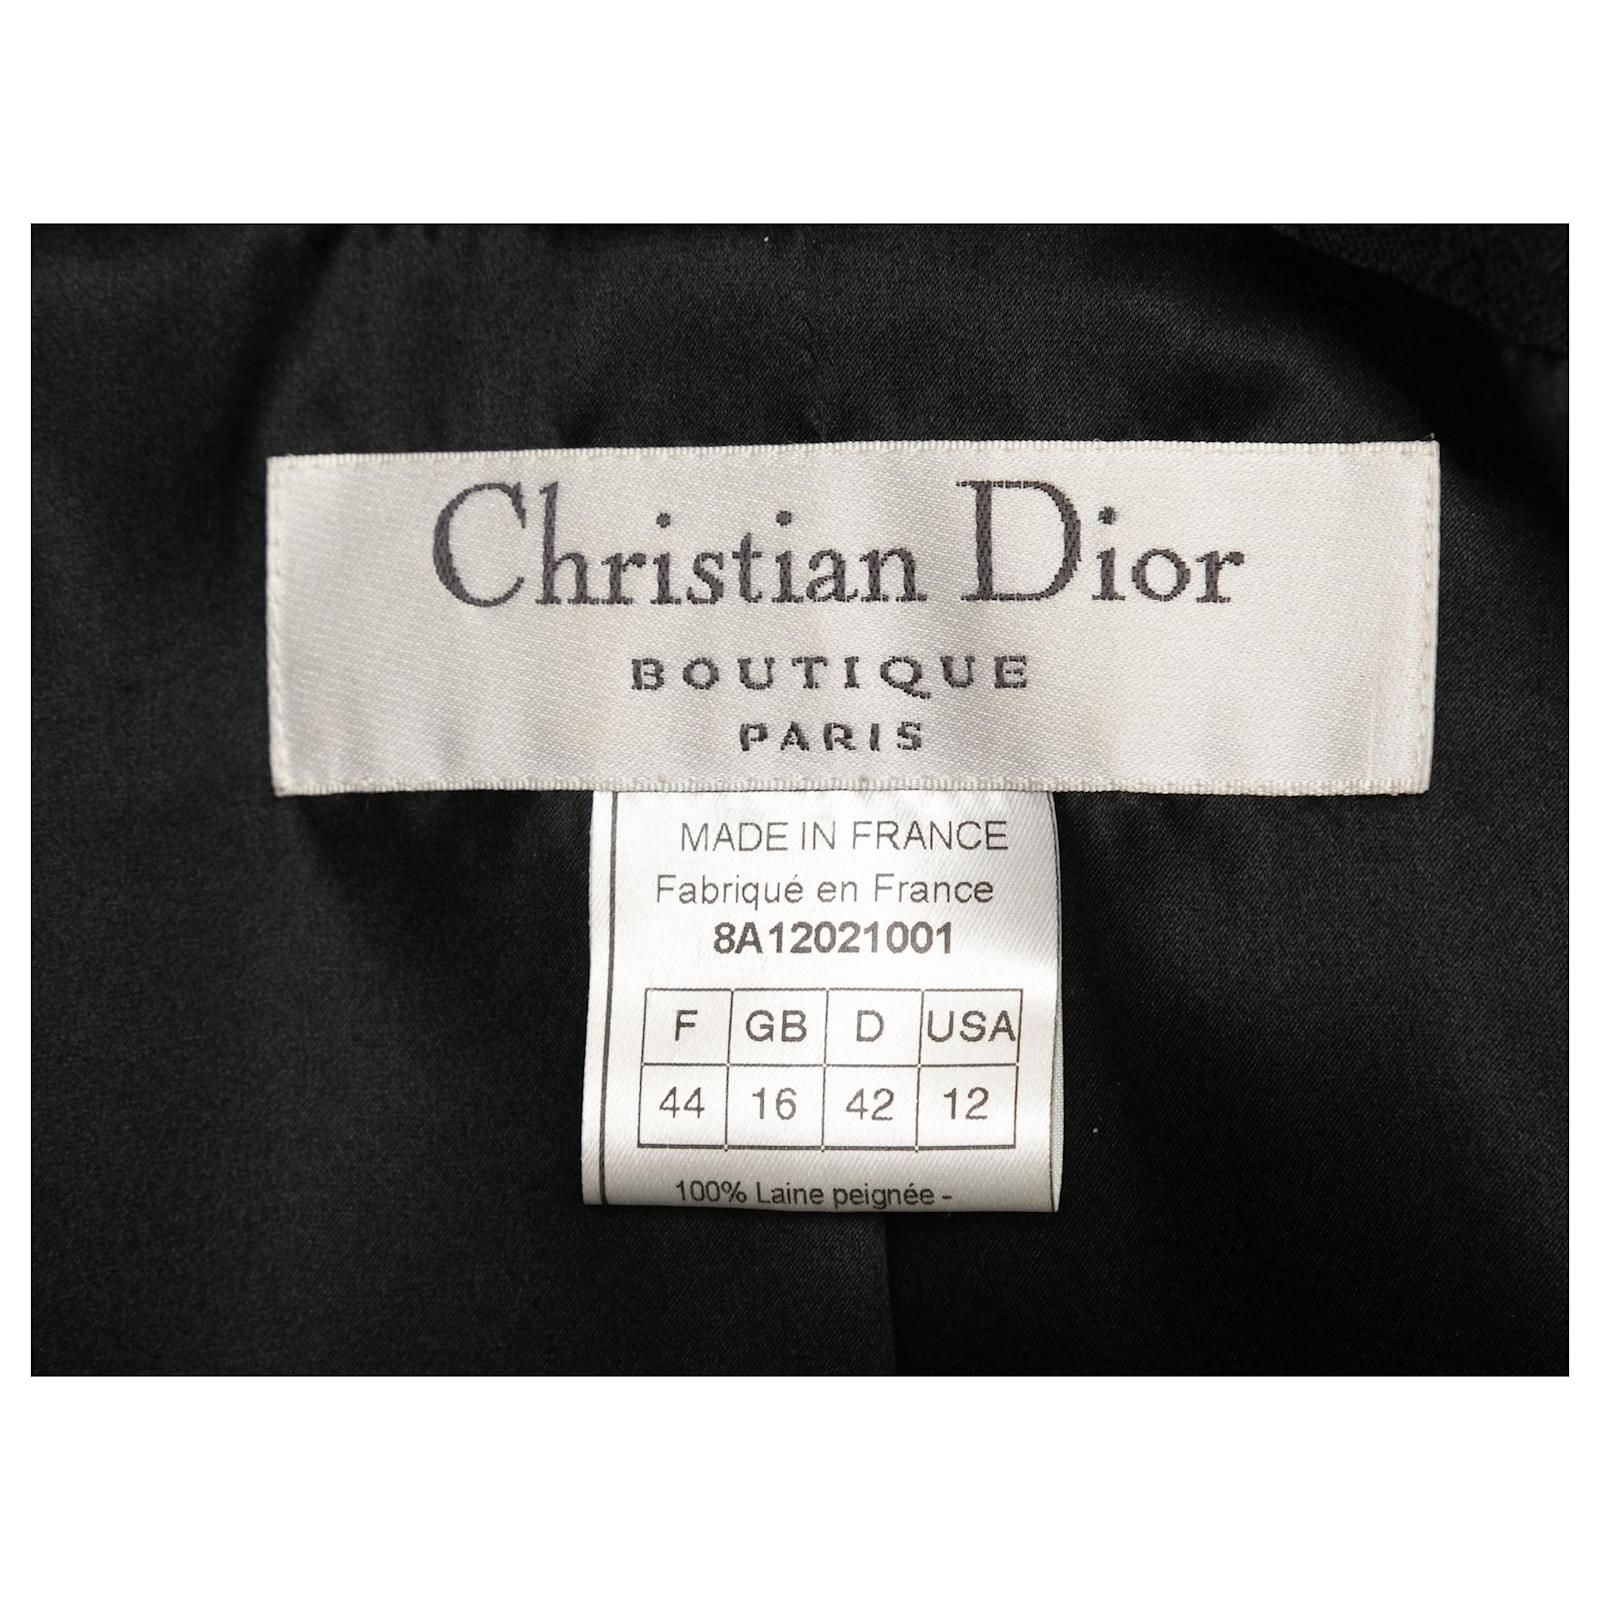 Christian Dior
BOUTIQUE
PARIS
MADE IN FRANCE
Fabriqué en France
8A12021001
F GB D USA
44 16 42 12
100% Laine peignée -